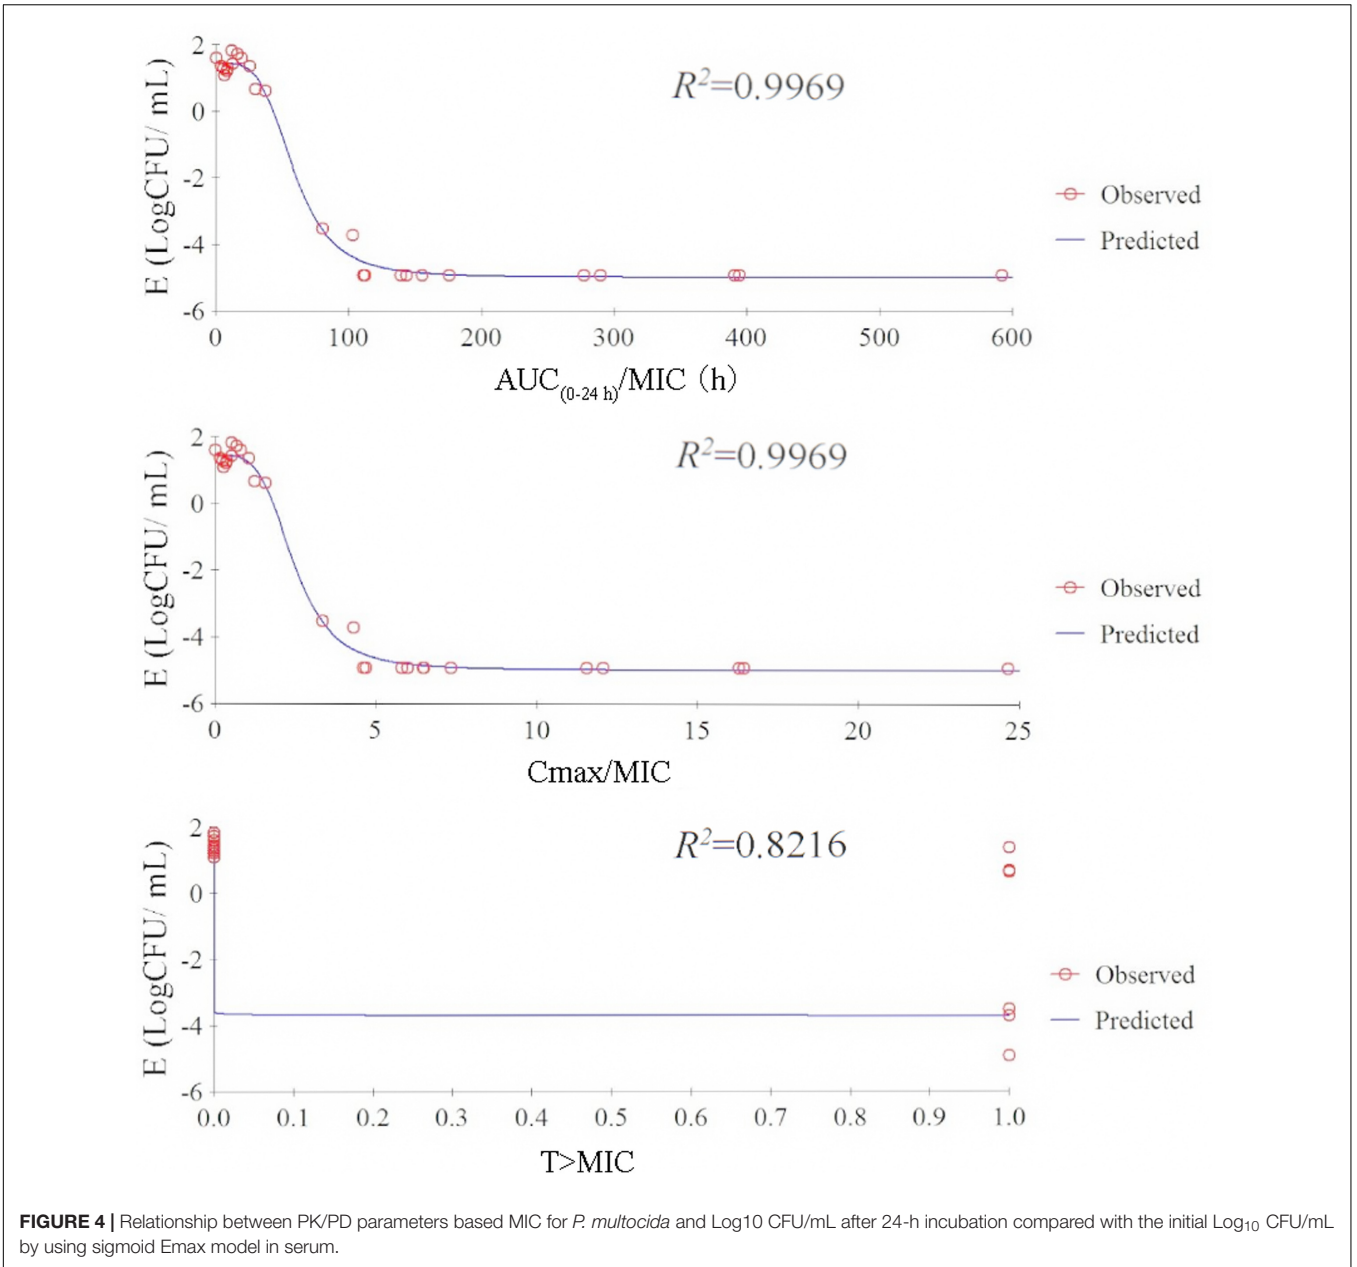 2
0
-2
-4
-6
E (LogCFU/ mL)
R²=0.9969
Observed
Predicted
0 100 200 300 400 500 600
AUC(0-24 h)/MIC (h)
2
0
-2
-4
-6
E (LogCFU/ mL)
R²=0.9969
Observed
Predicted
0 5 10 15 20 25
Cmax/MIC
2
0
-2
-4
-6
E (LogCFU/ mL)
R²=0.8216
Observed
Predicted
0.0 0.1 0.2 0.3 0.4 0.5 0.6 0.7 0.8 0.9 1.0
T>MIC
FIGURE 4 | Relationship between PK/PD parameters based MIC for P. multocida and Log10 CFU/mL after 24-h incubation compared with the initial Log₁₀ CFU/mL
by using sigmoid Emax model in serum.